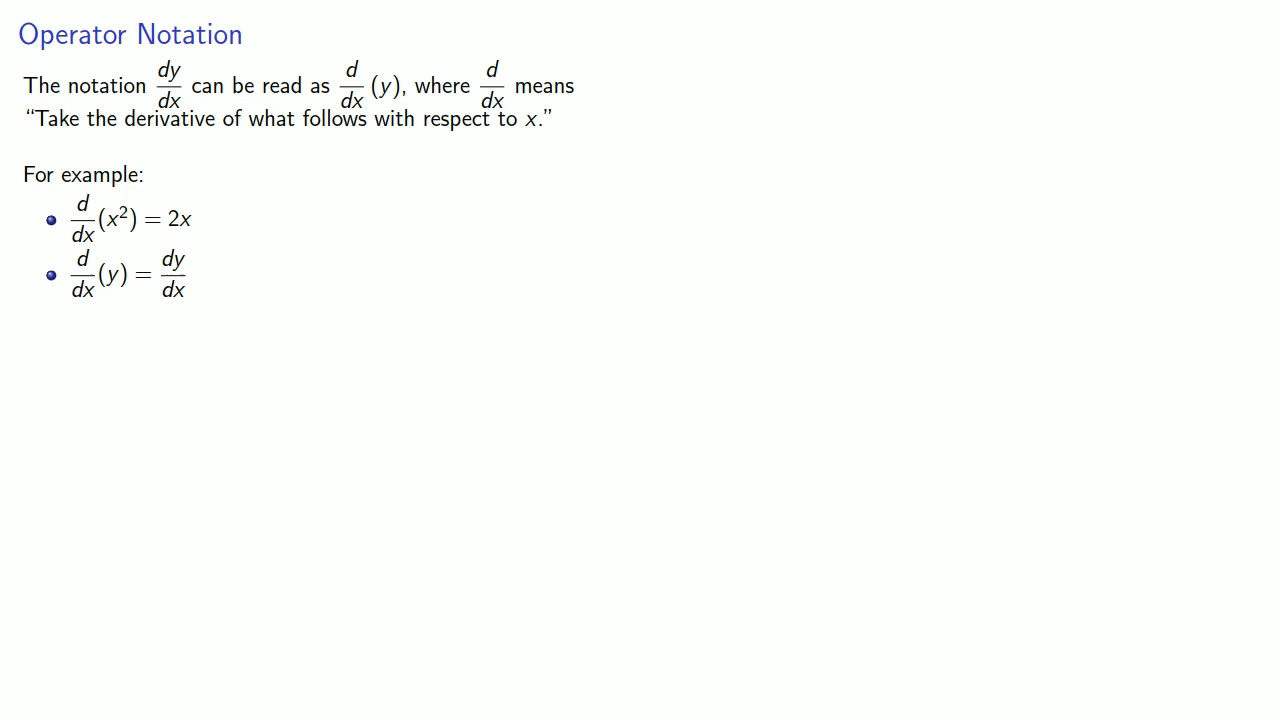 Operator Notation
The notation dy/dx can be read as d/dx (y), where d/dx means
“Take the derivative of what follows with respect to x.”
For example:
d/dx (x²) = 2x
d/dx (y) = dy/dx